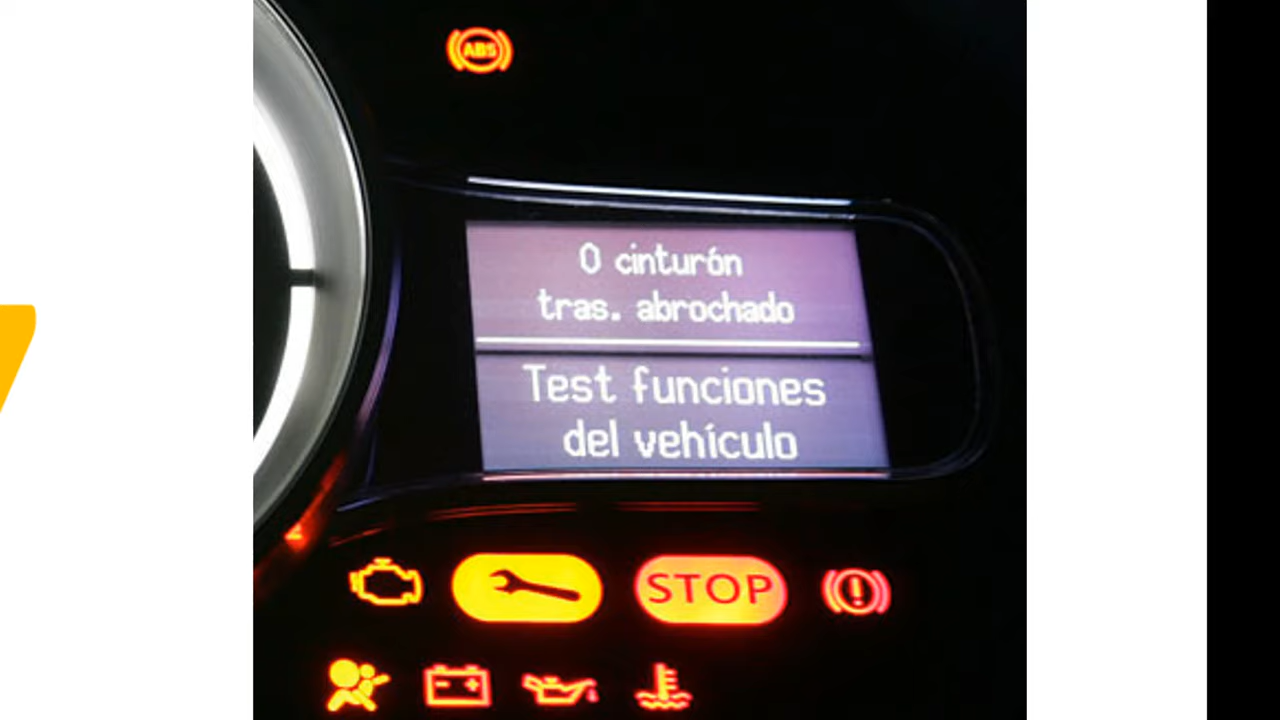 ABS
0 cinturón
tras. abrochado
Test funciones
del vehículo
STOP